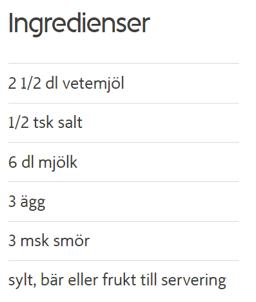 Ingredienser
2 1/2 dl vetemjöl
1/2 tsk salt
6 dl mjölk
3 ägg
3 msk smör
sylt, bär eller frukt till servering